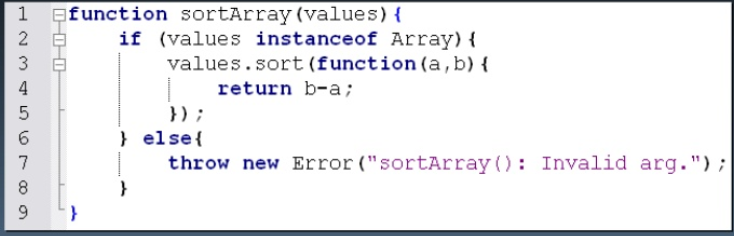 1 function sortArray(values){
2     if (values instanceof Array){
3         values.sort(function(a,b){
4             return b-a;
5         });
6     } else{
7         throw new Error("sortArray(): Invalid arg.");
8     }
9 }